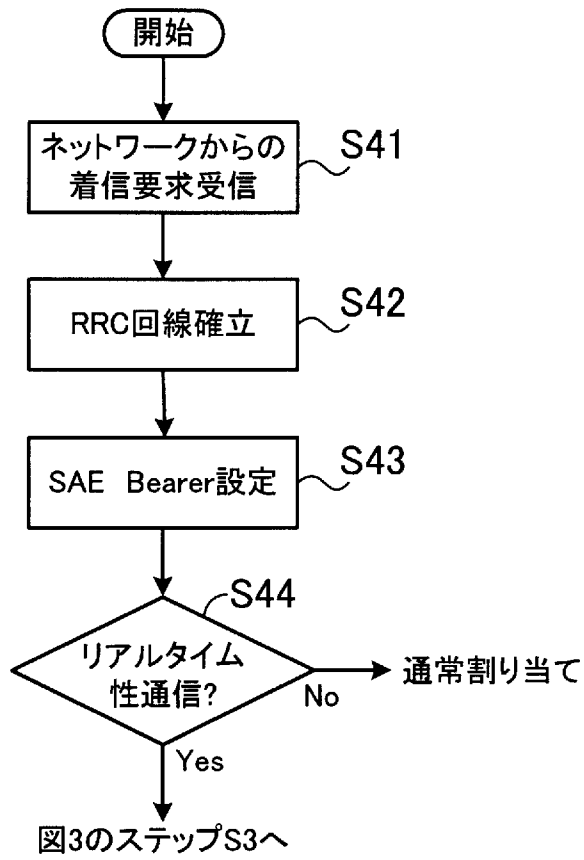 開始
ネットワークからの
着信要求受信
S41
RRC回線確立
S42
SAE Bearer設定
S43
S44
リアルタイム
性通信?
No
通常割り当て
Yes
図3のステップS3へ